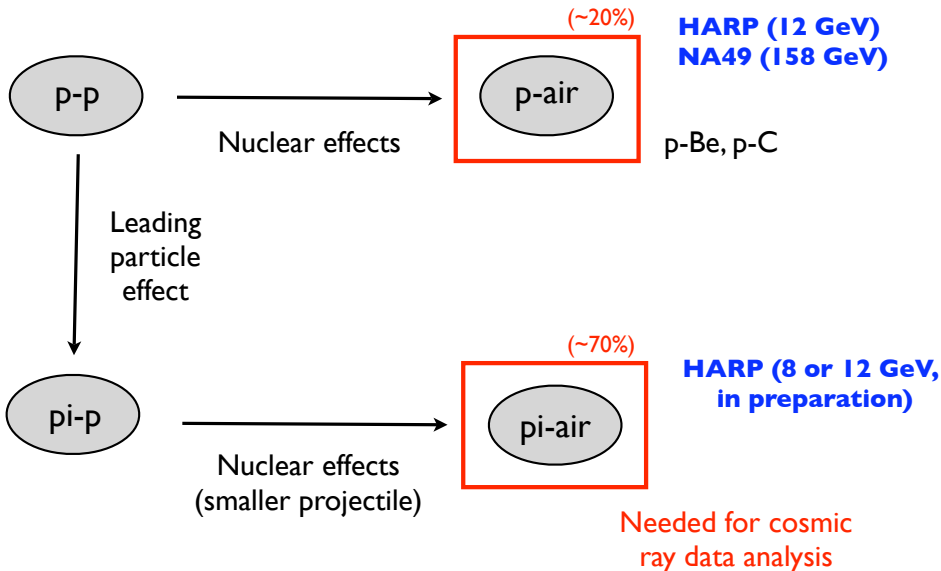 (~20%)
HARP (12 GeV)
NA49 (158 GeV)
p-p
p-air
Nuclear effects
p-Be, p-C
Leading
particle
effect
(~70%)
HARP (8 or 12 GeV,
in preparation)
pi-p
pi-air
Nuclear effects
(smaller projectile)
Needed for cosmic
ray data analysis